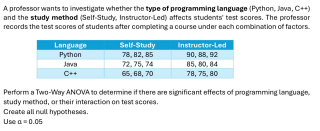 A professor wants to investigate whether the type of programming language (Python, Java, C++)
and the study method (Self-Study, Instructor-Led) affects students' test scores. The professor
records the test scores of students after completing a course under each combination of factors.
Language Self-Study Instructor-Led
Python 78, 82, 85 90, 88, 92
Java 72, 75, 74 85, 80, 84
C++ 65, 68, 70 78, 75, 80
Perform a Two-Way ANOVA to determine if there are significant effects of programming language,
study method, or their interaction on test scores.
Create all null hypotheses.
Use α = 0.05